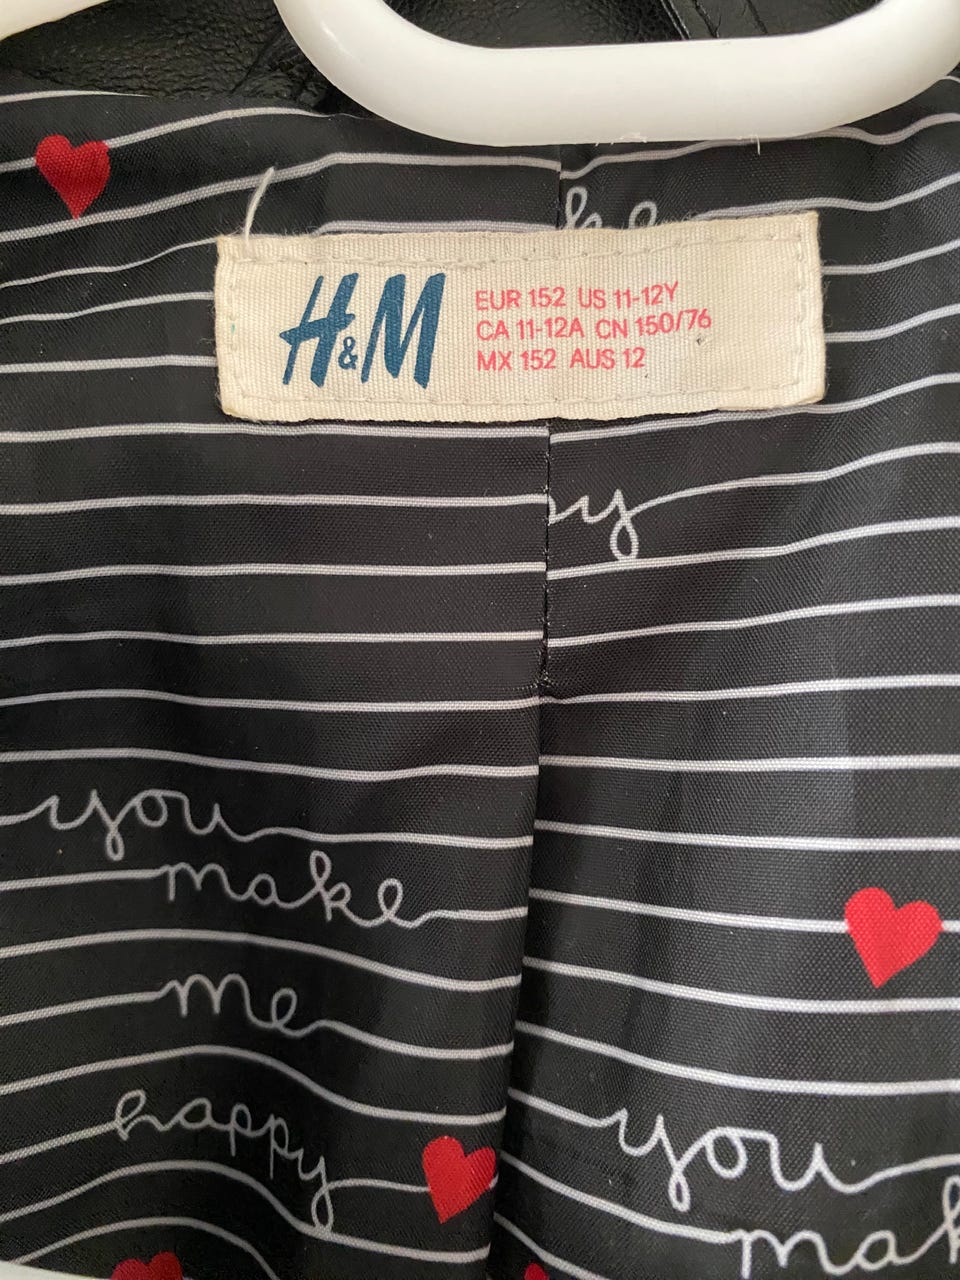 H&M
EUR 152 US 11-12Y
CA 11-12A CN 150/76
MX 152 AUS 12
you
make
me
happy
you